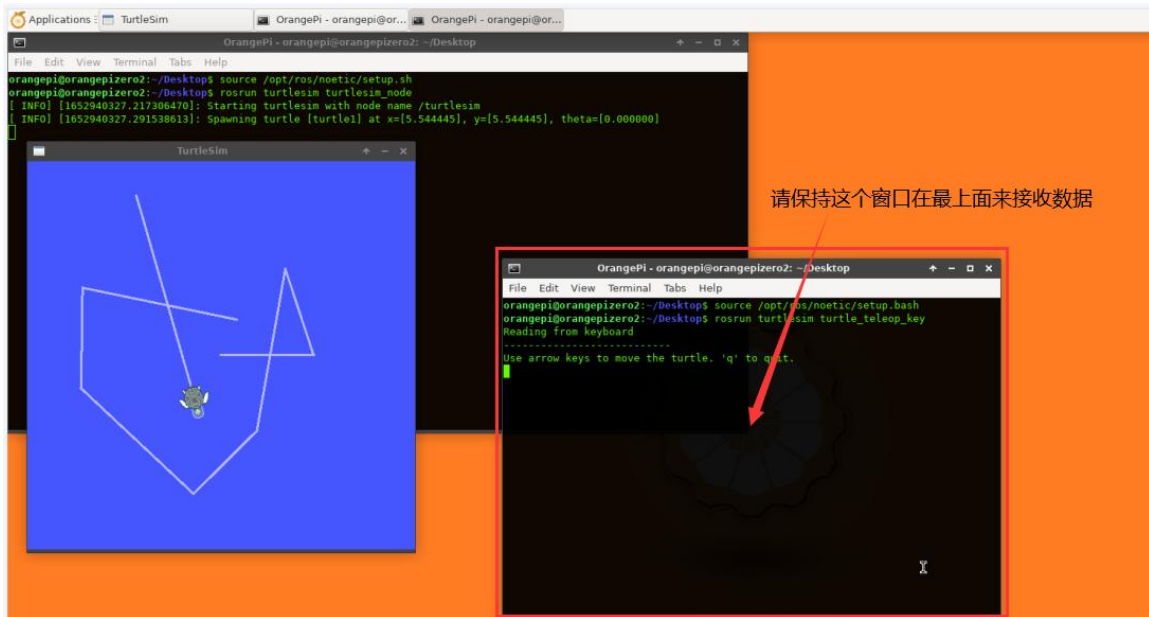 Applications
TurtleSim
OrangePi - orangepi@or...
OrangePi - orangepi@or...
OrangePi - orangepi@orangepizero2: ~/Desktop
File Edit View Terminal Tabs Help
orangepi@orangepizero2:~/Desktop$ source /opt/ros/noetic/setup.sh
orangepi@orangepizero2:~/Desktop$ rosrun turtlesim turtlesim_node
[ INFO] [1652940327.217306470]: Starting turtlesim with node name /turtlesim
[ INFO] [1652940327.291538613]: Spawning turtle [turtle1] at x=[5.544445], y=[5.544445], theta=[0.000000]
TurtleSim
请保持这个窗口在最上面来接收数据
OrangePi - orangepi@orangepizero2: ~/Desktop
File Edit View Terminal Tabs Help
orangepi@orangepizero2:~/Desktop$ source /opt/ros/noetic/setup.bash
orangepi@orangepizero2:~/Desktop$ rosrun turtlesim turtle_teleop_key
Reading from keyboard
---------------------------
Use arrow keys to move the turtle. 'q' to quit.